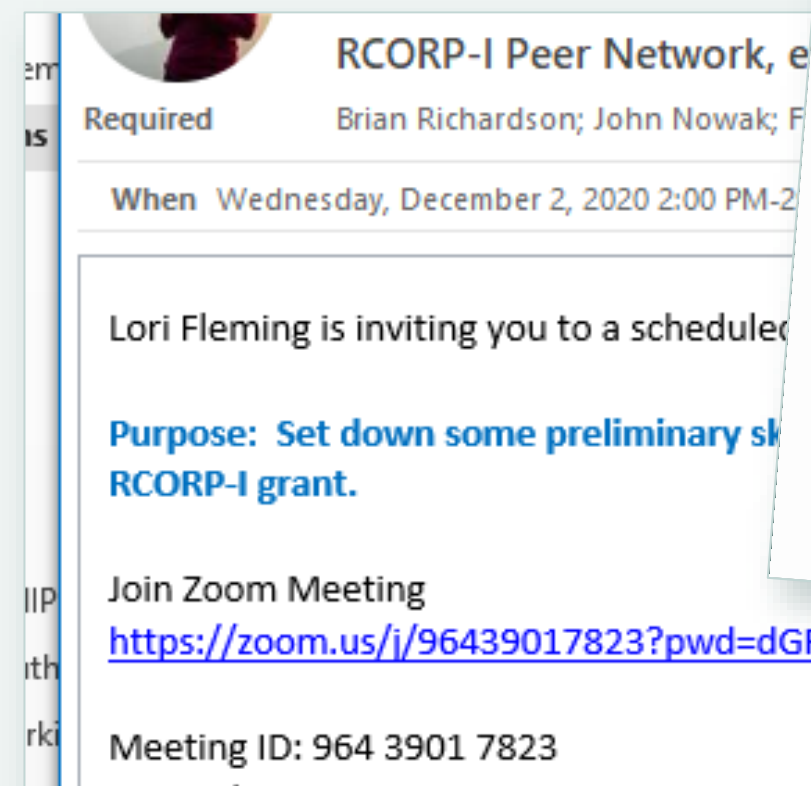 RCORP-I Peer Network, e
Required Brian Richardson; John Nowak; F
When Wednesday, December 2, 2020 2:00 PM-2
Lori Fleming is inviting you to a scheduled
Purpose: Set down some preliminary sk
RCORP-I grant.
Join Zoom Meeting
https://zoom.us/j/96439017823?pwd=dGF
Meeting ID: 964 3901 7823